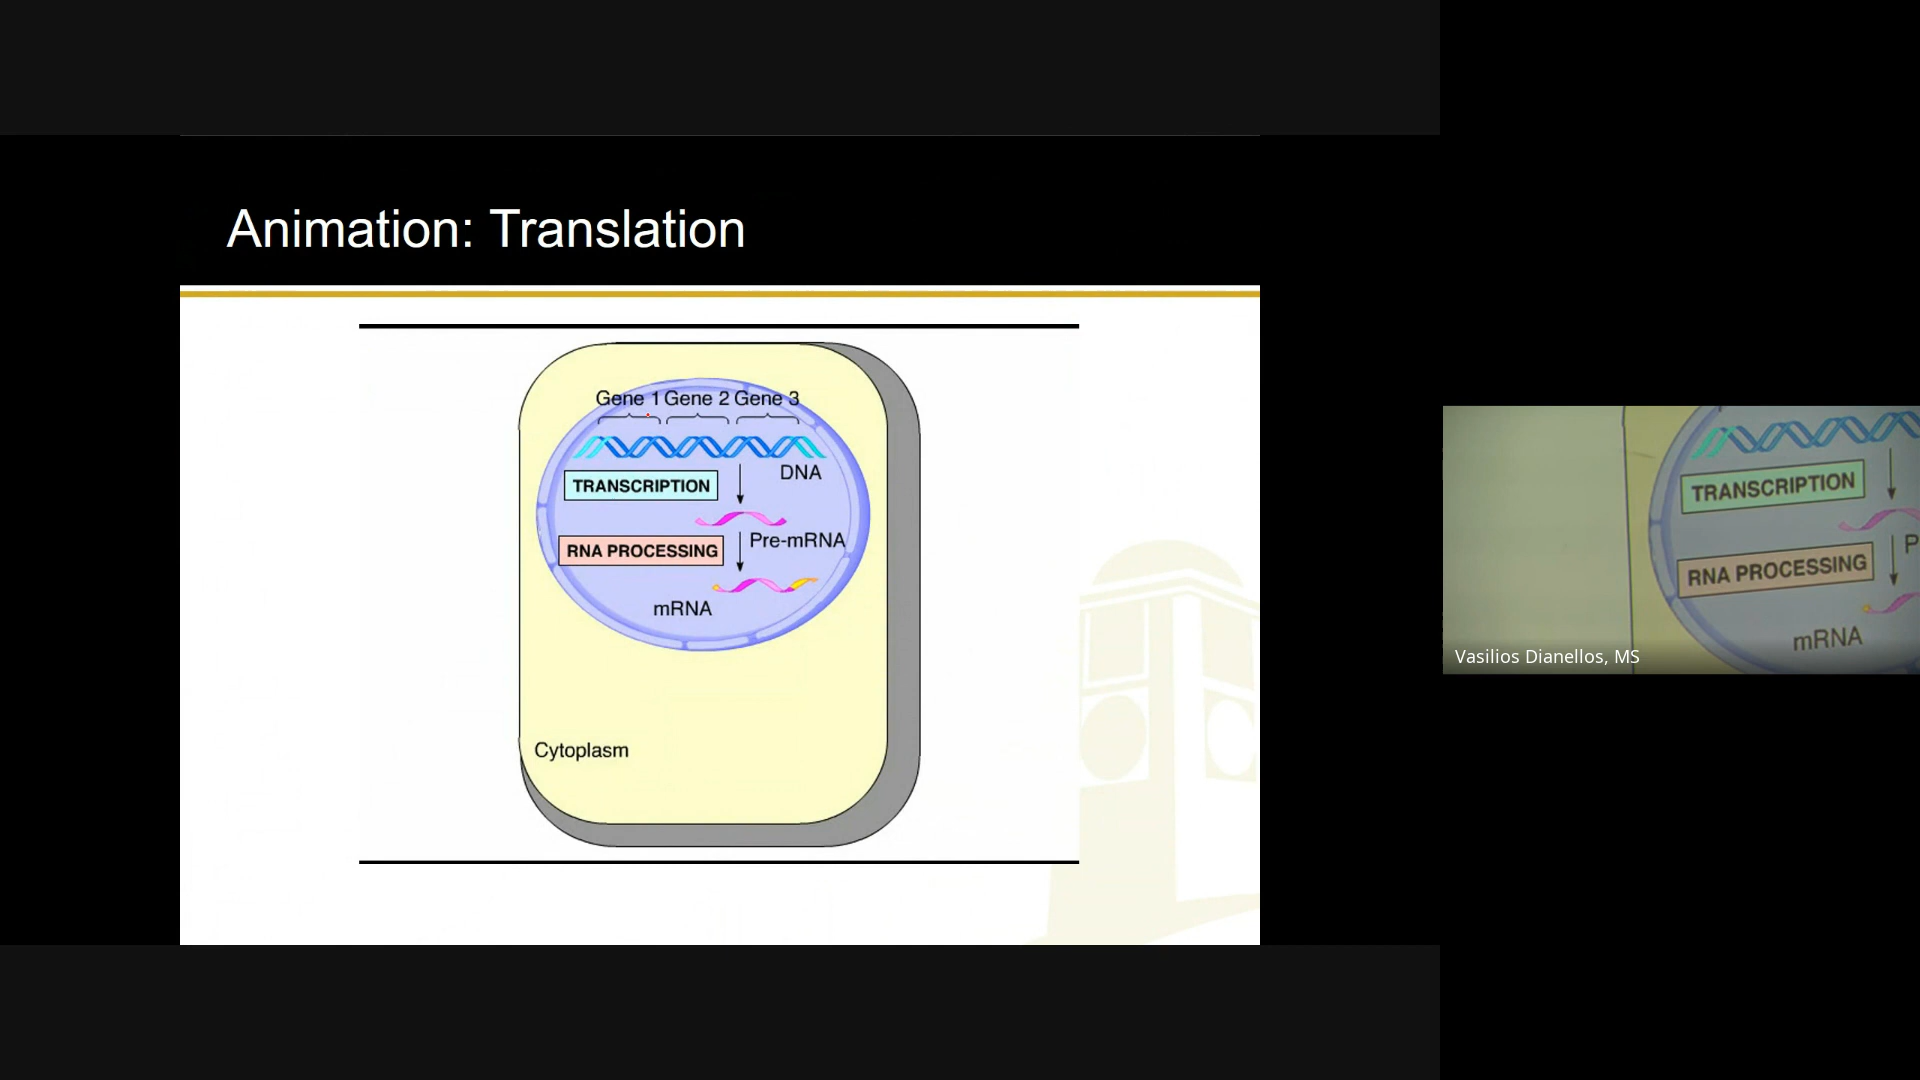 Animation: Translation
Gene 1 Gene 2 Gene 3
DNA
TRANSCRIPTION
Pre-mRNA
RNA PROCESSING
mRNA
Cytoplasm
TRANSCRIPTION
P
RNA PROCESSING
mRNA
Vasilios Dianellos, MS